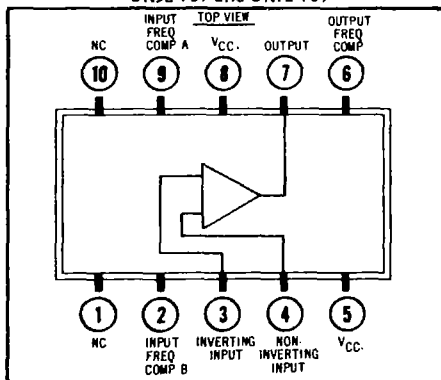 TOP VIEW
NC
INPUT
FREQ
COMP A
VCC.
OUTPUT
OUTPUT
FREQ
COMP
10
9
8
7
6
1
2
3
4
5
NC
INPUT
FREQ
COMP B
INVERTING
INPUT
NON-
INVERTING
INPUT
VCC.